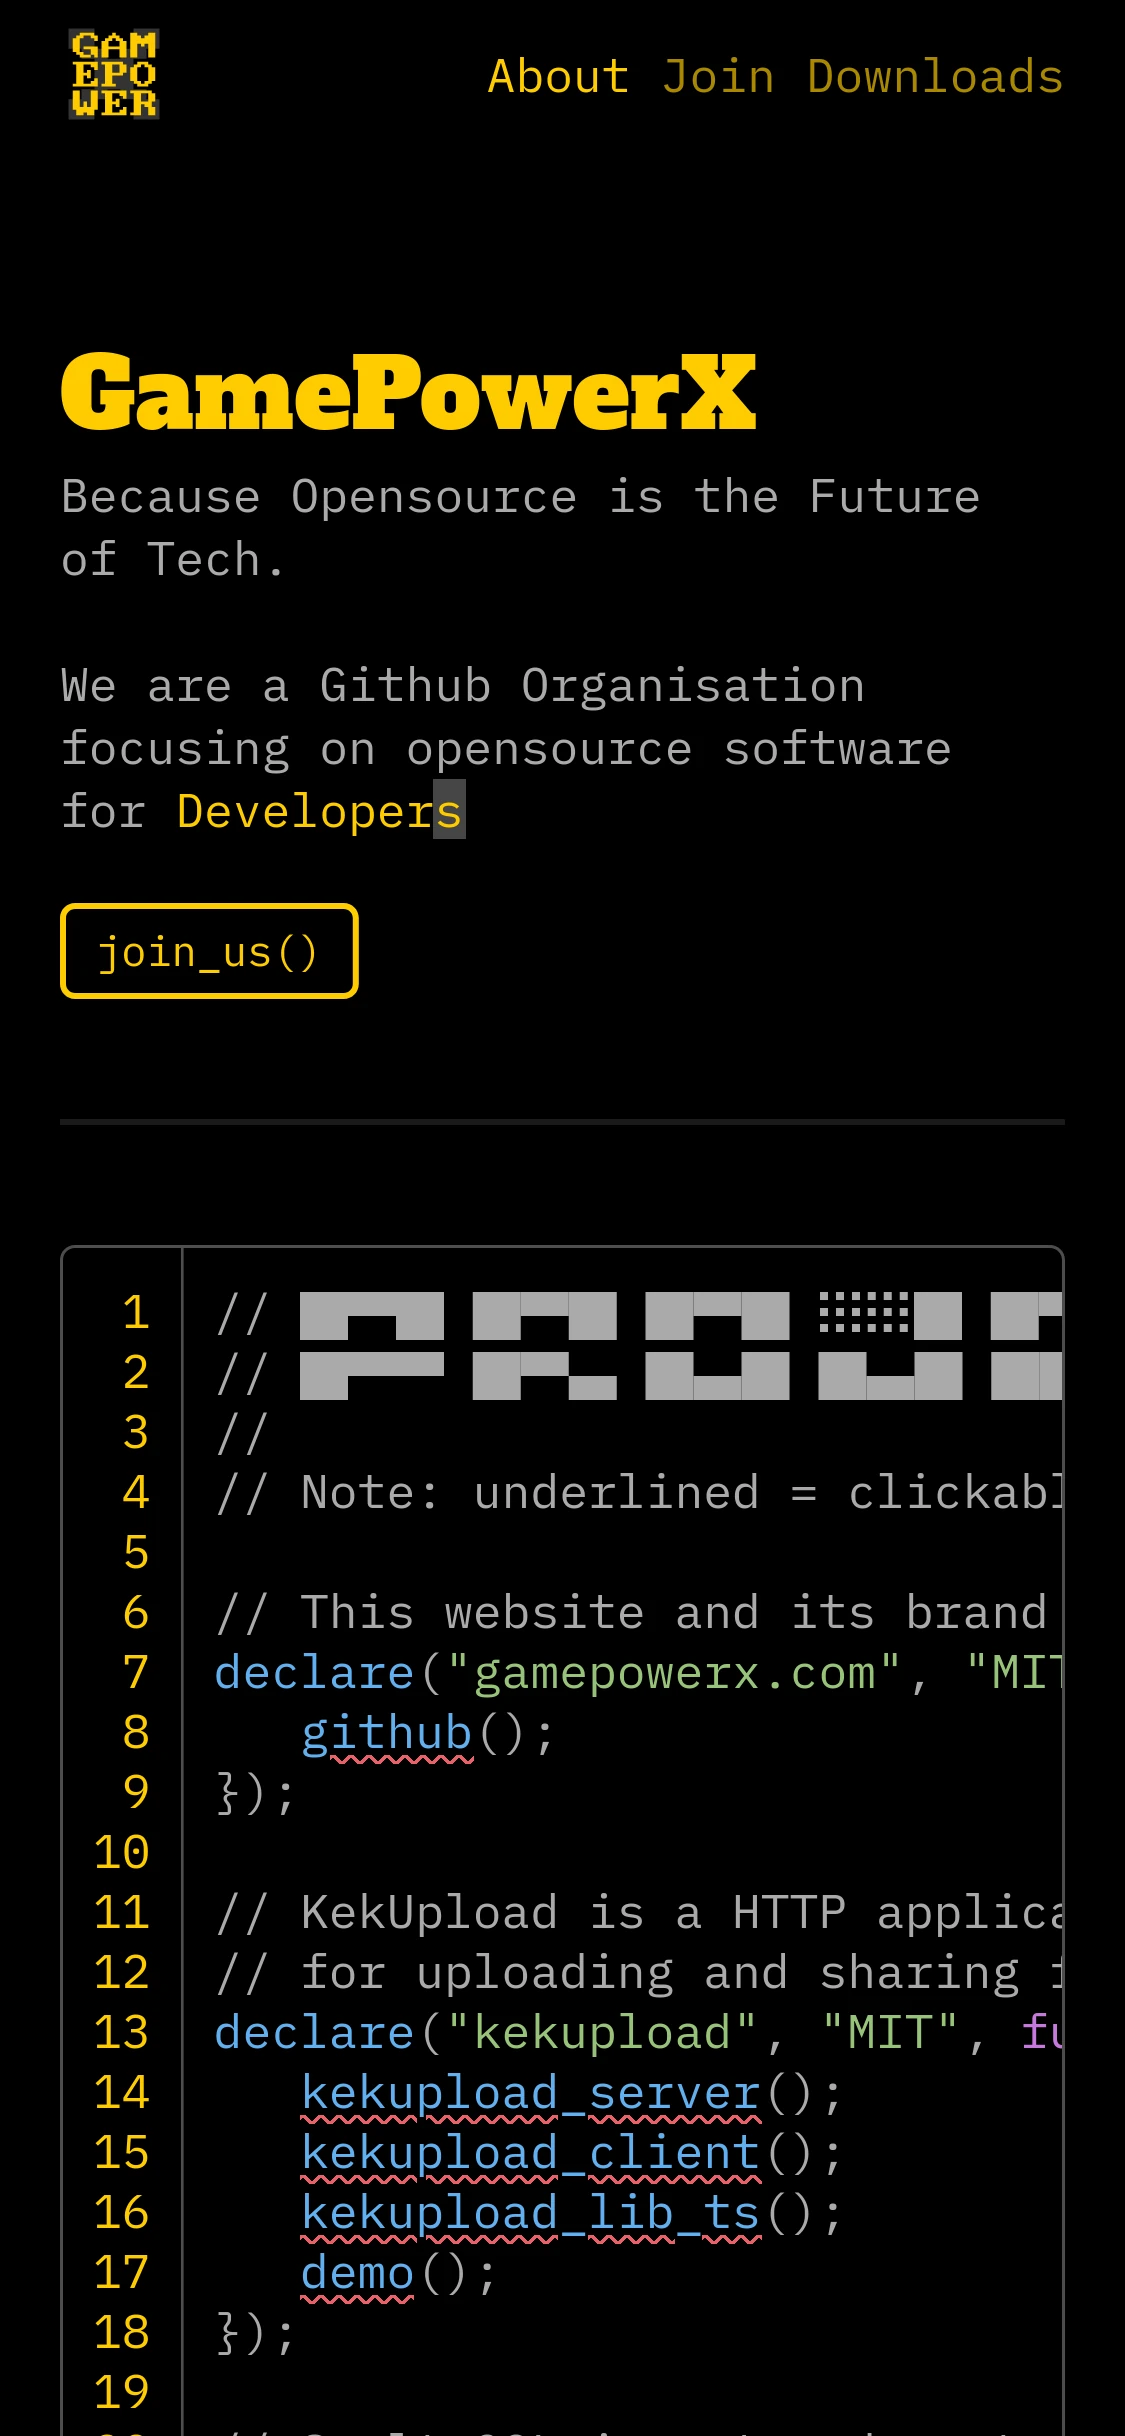 GAM
EPO
WER
About Join Downloads
GamePowerX
Because Opensource is the Future
of Tech.
We are a Github Organisation
focusing on opensource software
for Developers
join_us()
1 //
2 //
3 //
4 // Note: underlined = clickabl
5
6 // This website and its brand
7 declare("gamepowerx.com", "MIT
8 github();
9 });
10
11 // KekUpload is a HTTP applica
12 // for uploading and sharing f
13 declare("kekupload", "MIT", fu
14 kekupload_server();
15 kekupload_client();
16 kekupload_lib_ts();
17 demo();
18 });
19